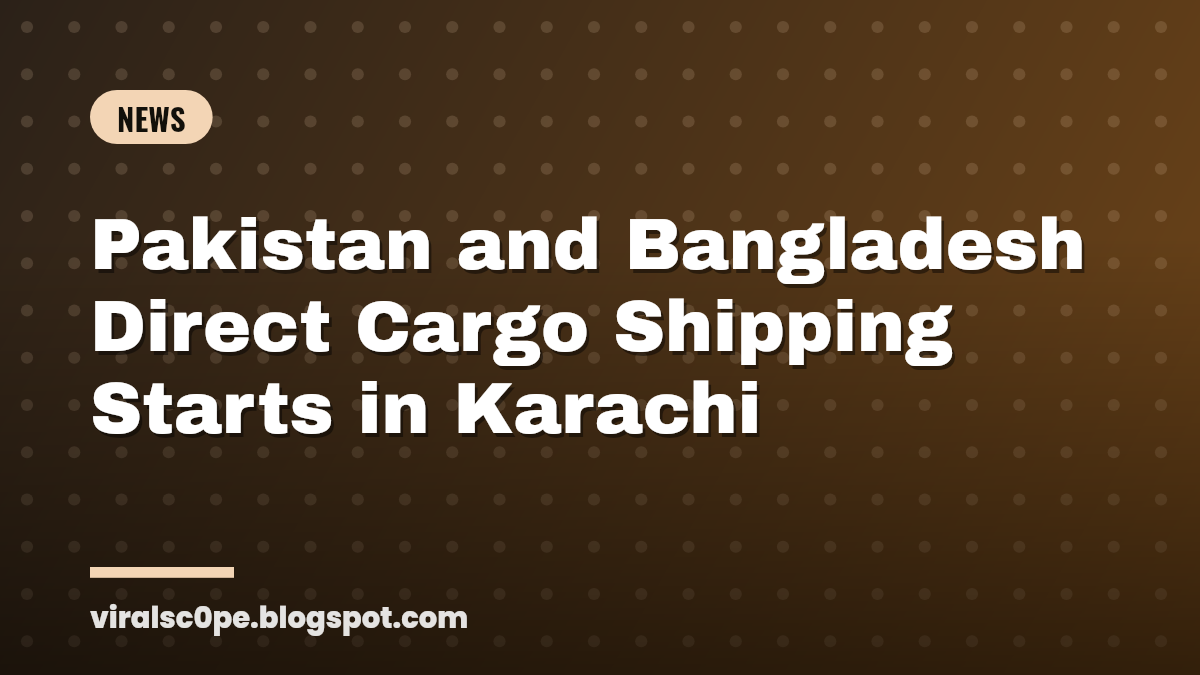 NEWS
Pakistan and Bangladesh
Direct Cargo Shipping
Starts in Karachi
viralsc0pe.blogspot.com